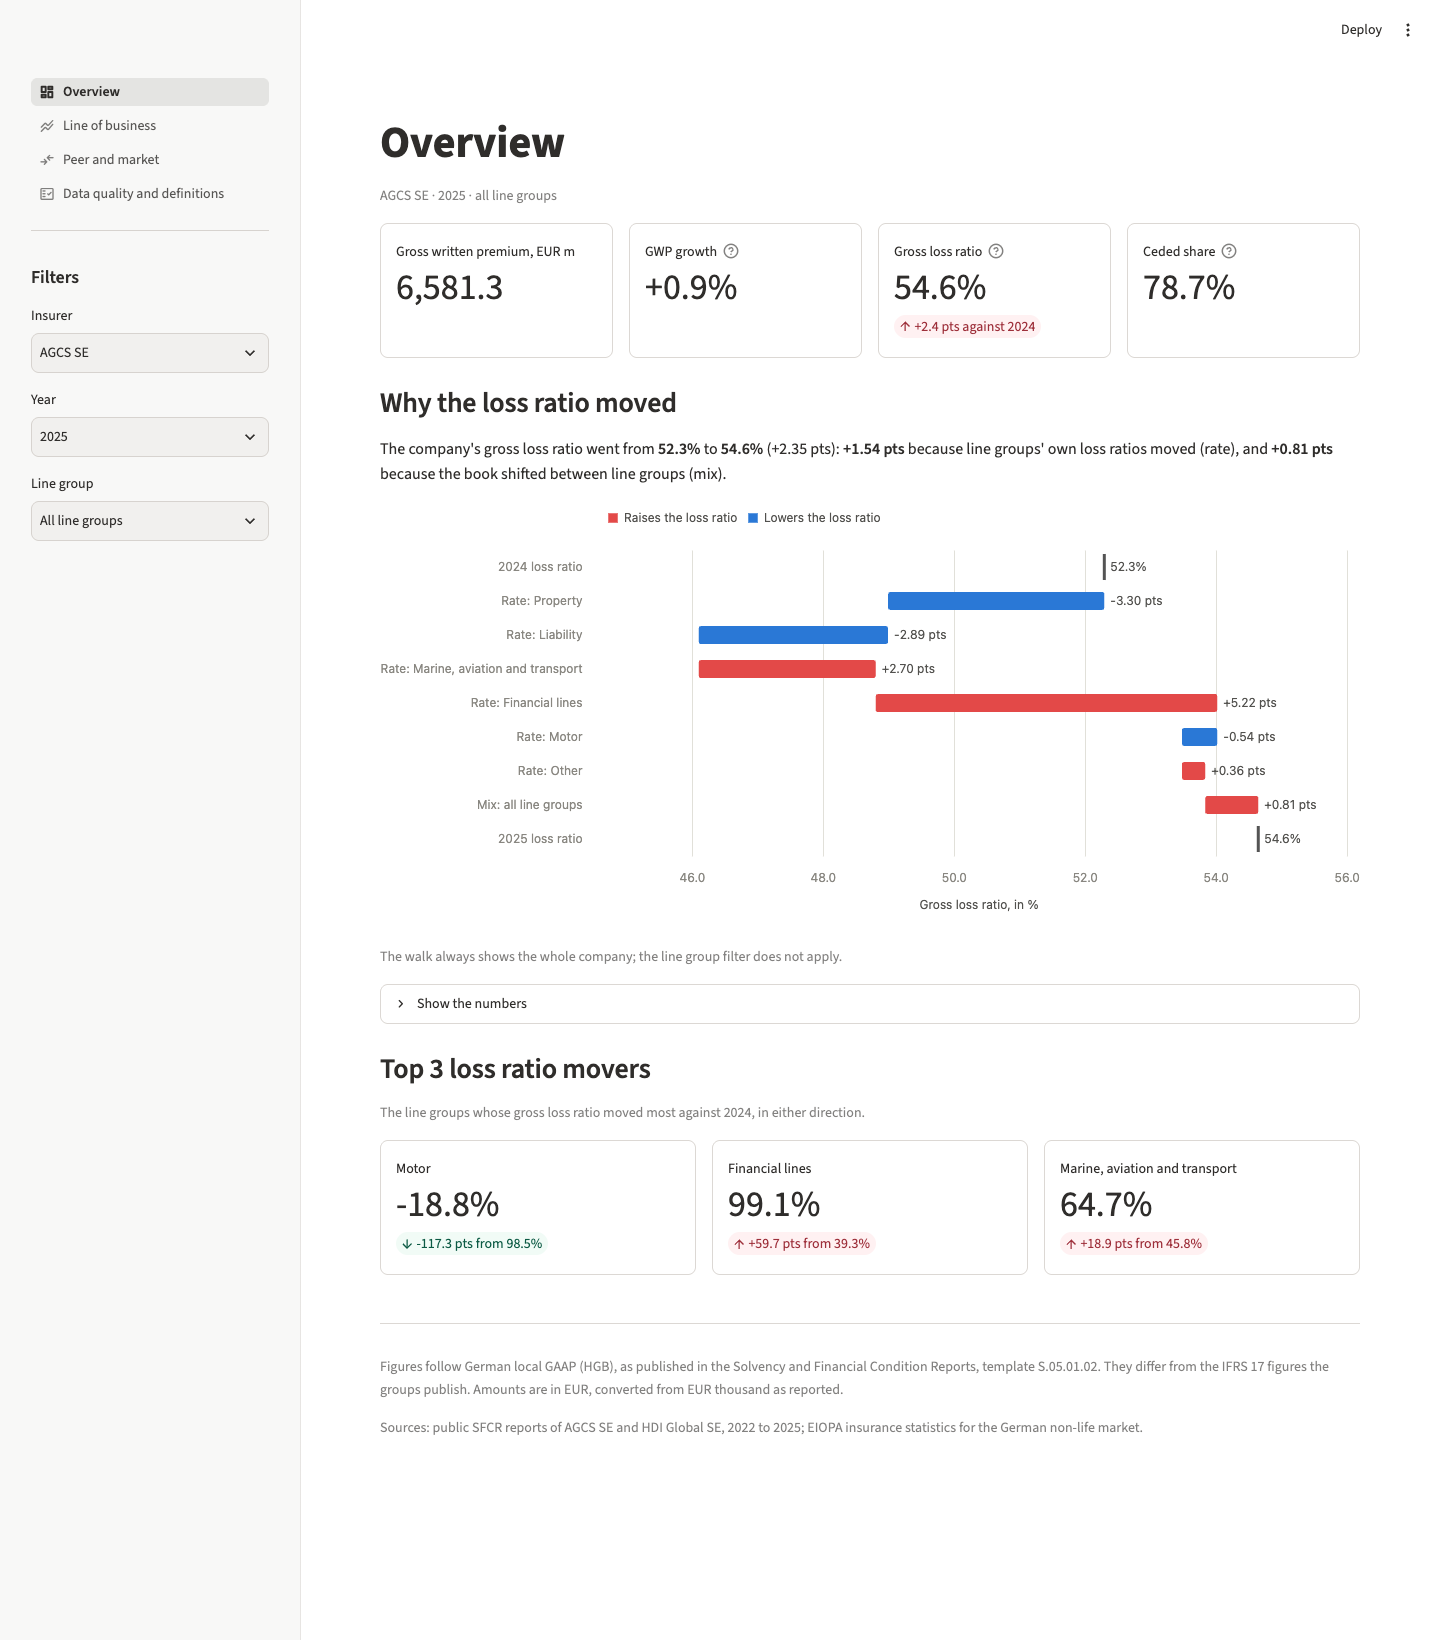 Deploy
Overview
Line of business
Peer and market
Data quality and definitions
Filters
Insurer
AGCS SE
Year
2025
Line group
All line groups
Overview
AGCS SE · 2025 · all line groups
Gross written premium, EUR m
6,581.3
GWP growth
+0.9%
Gross loss ratio
54.6%
↑ +2.4 pts against 2024
Ceded share
78.7%
Why the loss ratio moved
The company's gross loss ratio went from 52.3% to 54.6% (+2.35 pts): +1.54 pts because line groups' own loss ratios moved (rate), and +0.81 pts
because the book shifted between line groups (mix).
Raises the loss ratio Lowers the loss ratio
2024 loss ratio 52.3%
Rate: Property -3.30 pts
Rate: Liability -2.89 pts
Rate: Marine, aviation and transport +2.70 pts
Rate: Financial lines +5.22 pts
Rate: Motor -0.54 pts
Rate: Other +0.36 pts
Mix: all line groups +0.81 pts
2025 loss ratio 54.6%
46.0 48.0 50.0 52.0 54.0 56.0
Gross loss ratio, in %
The walk always shows the whole company; the line group filter does not apply.
Show the numbers
Top 3 loss ratio movers
The line groups whose gross loss ratio moved most against 2024, in either direction.
Motor
-18.8%
↓ -117.3 pts from 98.5%
Financial lines
99.1%
↑ +59.7 pts from 39.3%
Marine, aviation and transport
64.7%
↑ +18.9 pts from 45.8%
Figures follow German local GAAP (HGB), as published in the Solvency and Financial Condition Reports, template S.05.01.02. They differ from the IFRS 17 figures the
groups publish. Amounts are in EUR, converted from EUR thousand as reported.
Sources: public SFCR reports of AGCS SE and HDI Global SE, 2022 to 2025; EIOPA insurance statistics for the German non-life market.